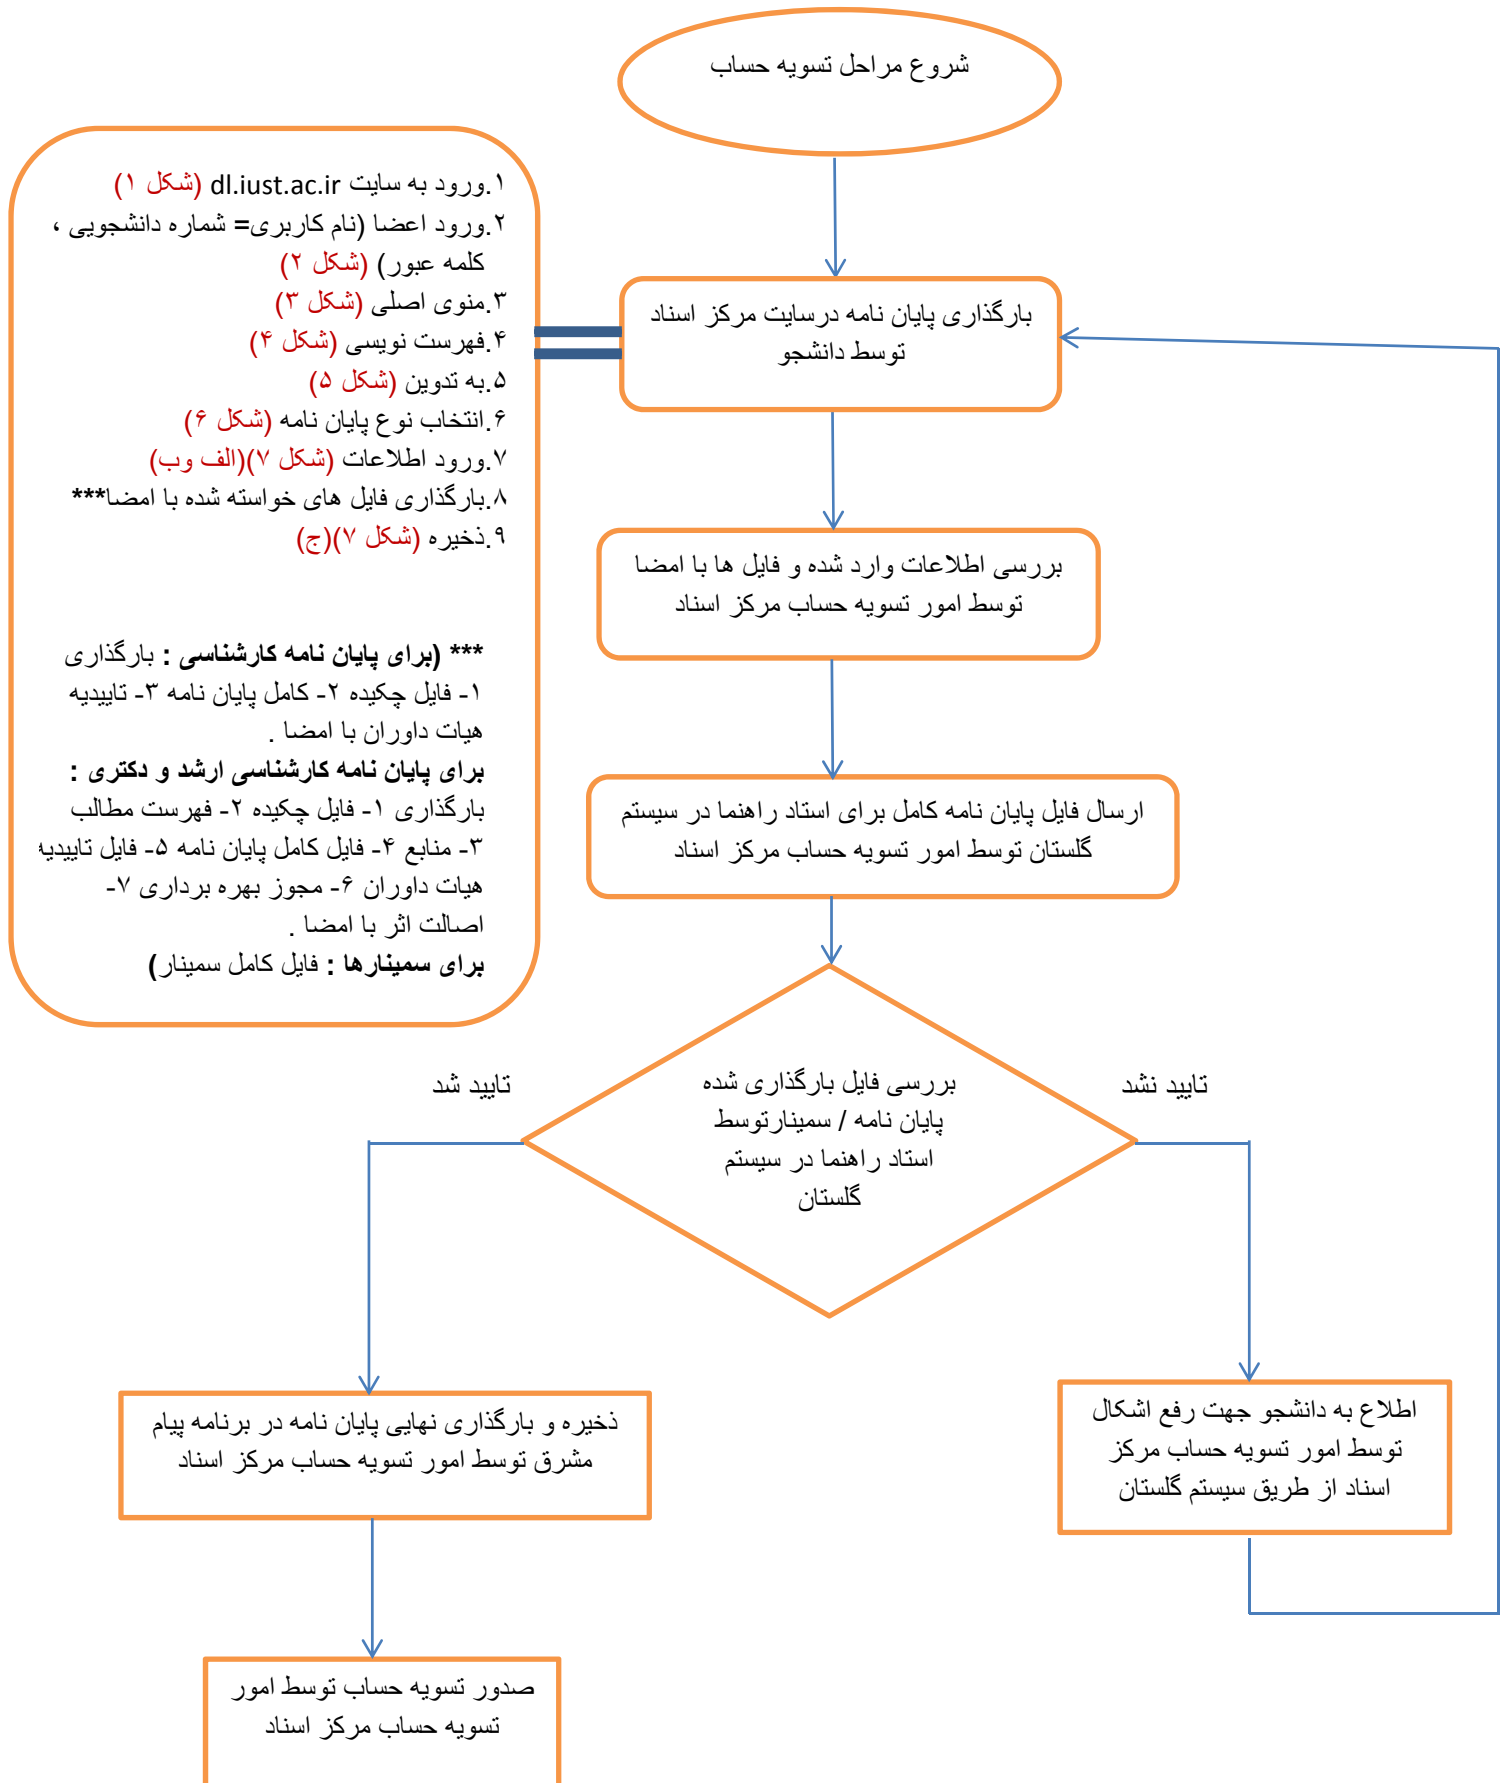 شروع مراحل تسویه حساب
۱.ورود به سایت dl.iust.ac.ir (شکل ۱)
۲.ورود اعضا (نام کاربری= شماره دانشجویی ،
کلمه عبور) (شکل ۲)
۳.منوی اصلی (شکل ۳)
۴.فهرست نویسی (شکل ۴)
۵.به تدوین (شکل ۵)
۶.انتخاب نوع پایان نامه (شکل ۶)
۷.ورود اطلاعات (شکل ۷)(الف وب)
۸.بارگذاری فایل های خواسته شده با امضا***
۹.ذخیره (شکل ۷)(ج)
*** (برای پایان نامه کارشناسی : بارگذاری
۱- فایل چکیده ۲- کامل پایان نامه ۳- تاییدیه
هیات داوران با امضا .
برای پایان نامه کارشناسی ارشد و دکتری :
بارگذاری ۱- فایل چکیده ۲- فهرست مطالب
۳- منابع ۴- فایل کامل پایان نامه ۵- فایل تاییدیه
هیات داوران ۶- مجوز بهره برداری ۷-
اصالت اثر با امضا .
برای سمینارها : فایل کامل سمینار)
بارگذاری پایان نامه درسایت مرکز اسناد
توسط دانشجو
بررسی اطلاعات وارد شده و فایل ها با امضا
توسط امور تسویه حساب مرکز اسناد
ارسال فایل پایان نامه کامل برای استاد راهنما در سیستم
گلستان توسط امور تسویه حساب مرکز اسناد
بررسی فایل بارگذاری شده
پایان نامه / سمینارتوسط
استاد راهنما در سیستم
گلستان
تایید نشد
تایید شد
اطلاع به دانشجو جهت رفع اشکال
توسط امور تسویه حساب مرکز
اسناد از طریق سیستم گلستان
ذخیره و بارگذاری نهایی پایان نامه در برنامه پیام
مشرق توسط امور تسویه حساب مرکز اسناد
صدور تسویه حساب توسط امور
تسویه حساب مرکز اسناد